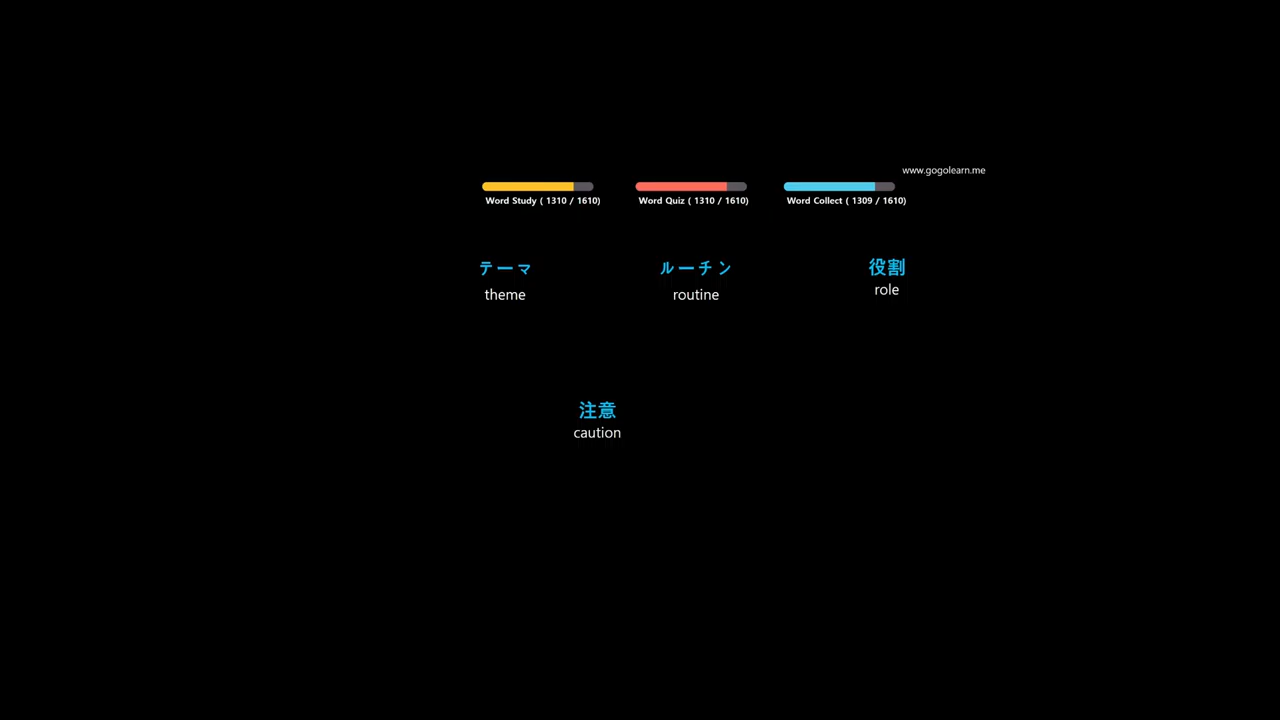 www.gogolearn.me
Word Study ( 1310 / 1610)
Word Quiz ( 1310 / 1610)
Word Collect ( 1309 / 1610)
テーマ
theme
ルーチン
routine
役割
role
注意
caution